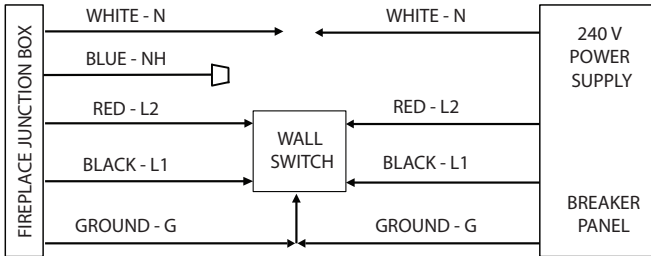 FIREPLACE JUNCTION BOX
WHITE - N
BLUE - NH
RED - L2
BLACK - L1
GROUND - G
WALL
SWITCH
WHITE - N
RED - L2
BLACK - L1
GROUND - G
240 V
POWER
SUPPLY
BREAKER
PANEL